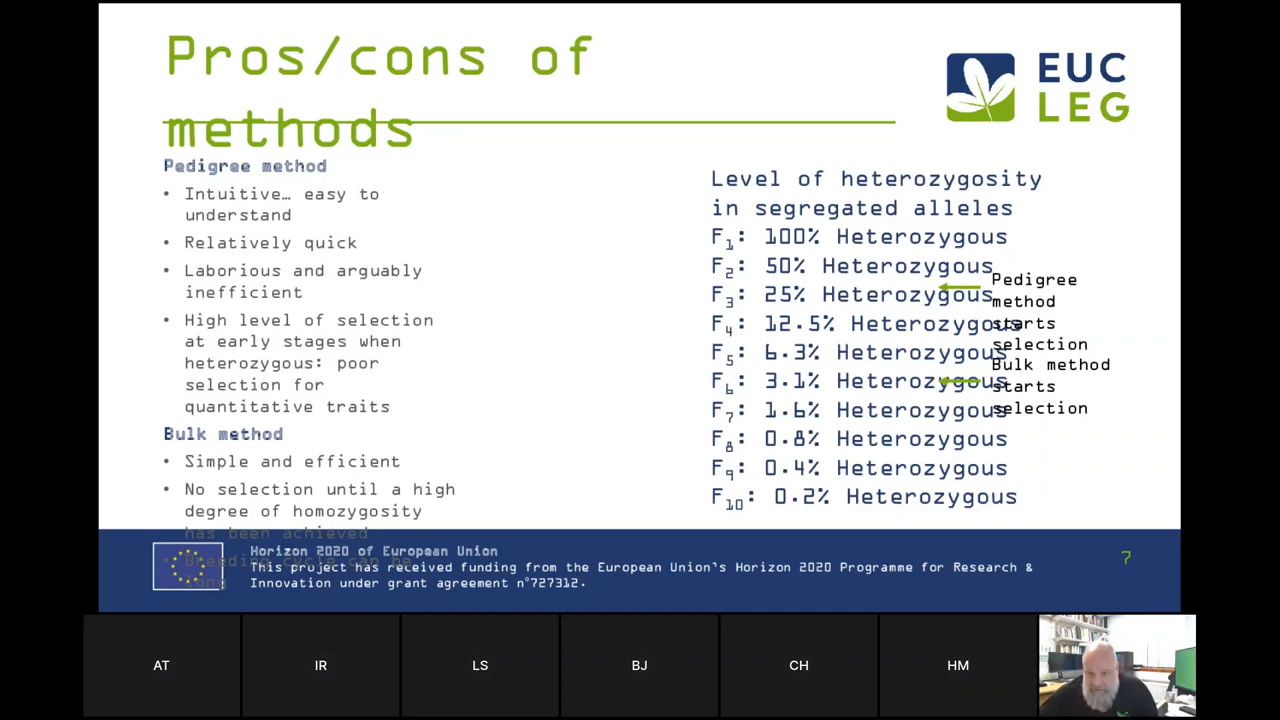 Pros/cons of
methods
EUC
LEG
Pedigree method
• Intuitive… easy to
understand
• Relatively quick
• Laborious and arguably
inefficient
• High level of selection
at early stages when
heterozygous: poor
selection for
quantitative traits
Bulk method
• Simple and efficient
• No selection until a high
degree of homozygosity
has been achieved
• Breeding cycle can be
long
Level of heterozygosity
in segregated alleles
F1: 100% Heterozygous
F2: 50% Heterozygous
F3: 25% Heterozygous
F4: 12.5% Heterozygous
F5: 6.3% Heterozygous
F6: 3.1% Heterozygous
F7: 1.6% Heterozygous
F8: 0.8% Heterozygous
F9: 0.4% Heterozygous
F10: 0.2% Heterozygous
Pedigree
method
starts
selection
Bulk method
starts
selection
Horizon 2020 of European Union
This project has received funding from the European Union's Horizon 2020 Programme for Research &
Innovation under grant agreement n°727312.
7
AT
IR
LS
BJ
CH
HM